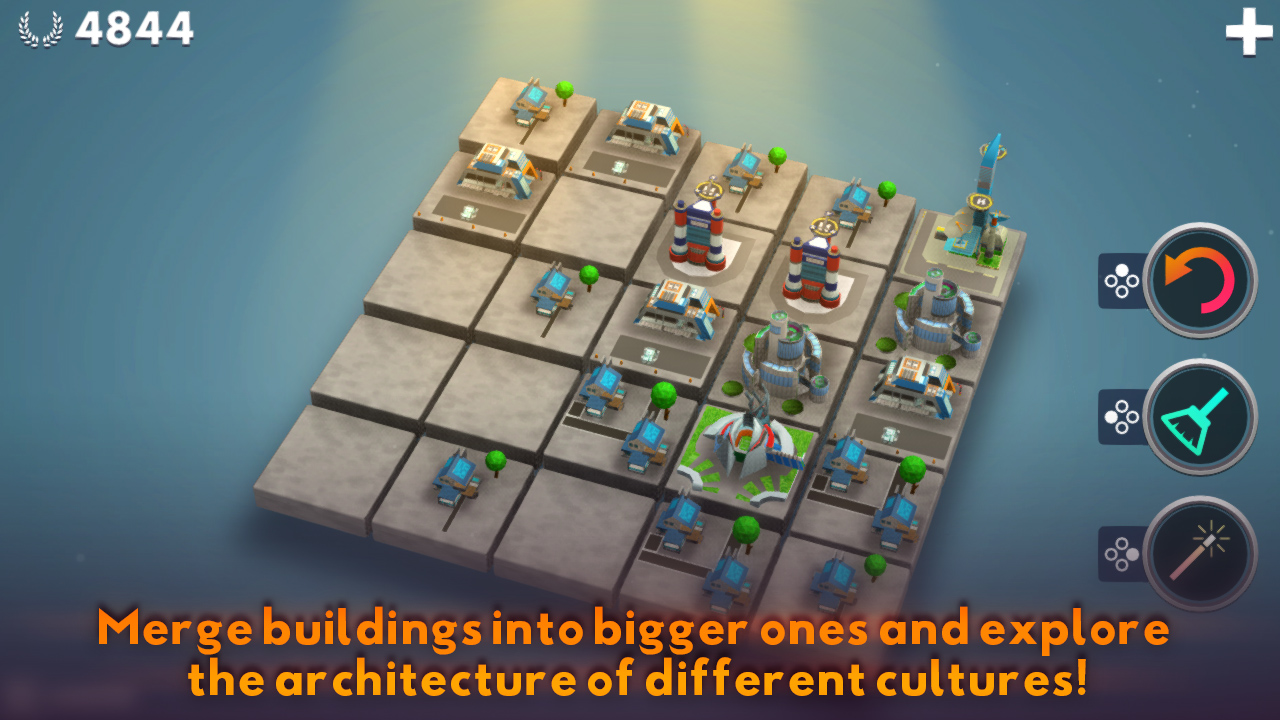 4844
Merge buildings into bigger ones and explore
the architecture of different cultures!